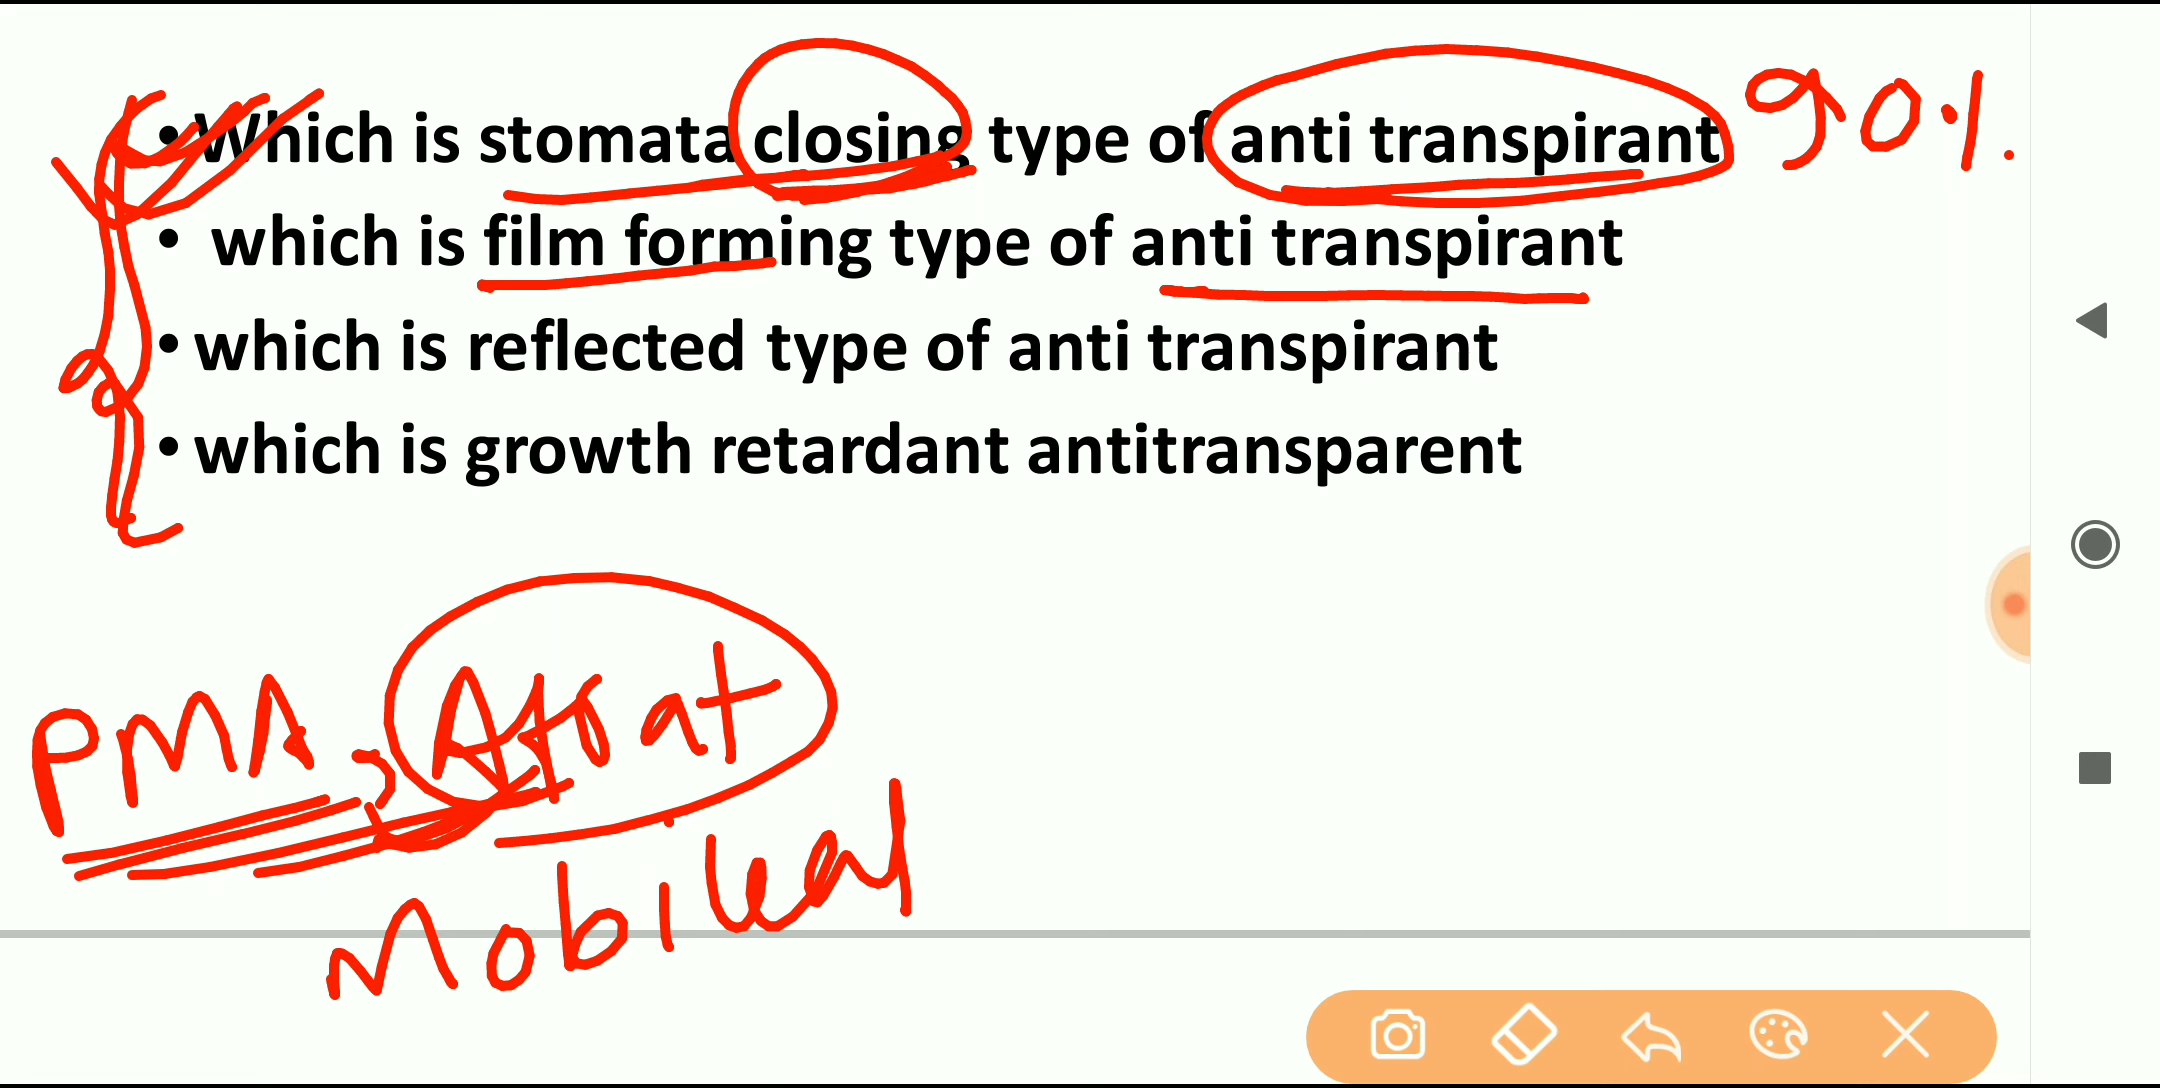 • Which is stomata closing type of anti transpirant 90%.
• which is film forming type of anti transpirant
• which is reflected type of anti transpirant
• which is growth retardant antitransparent
PMA,
Mobileaf